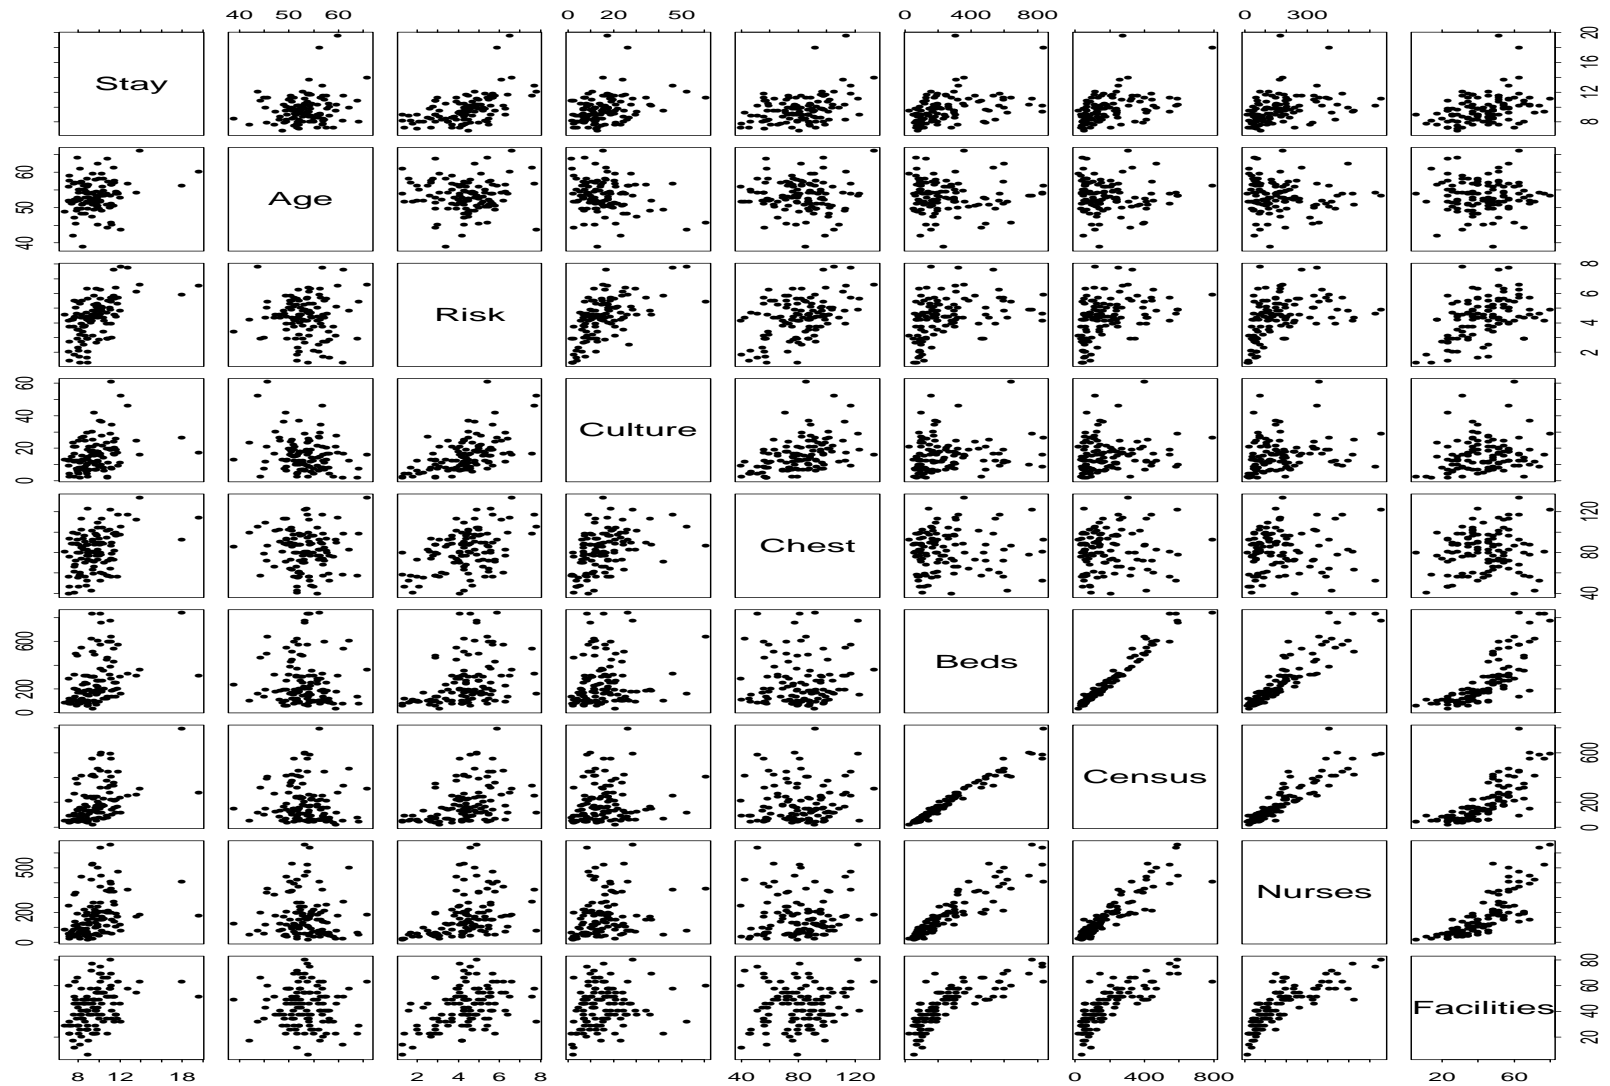 40 50 60 0 20 50 0 400 800 0 300
Stay
8 12 16 20
Age
40 50 60
Risk
2 4 6 8
Culture
0 20 40 60
Chest
40 80 120
Beds
200 600
Census
0 200 600
Nurses
0 200 500
Facilities
20 40 60 80
8 12 18 2 4 6 8 40 80 120 0 400 800 20 60